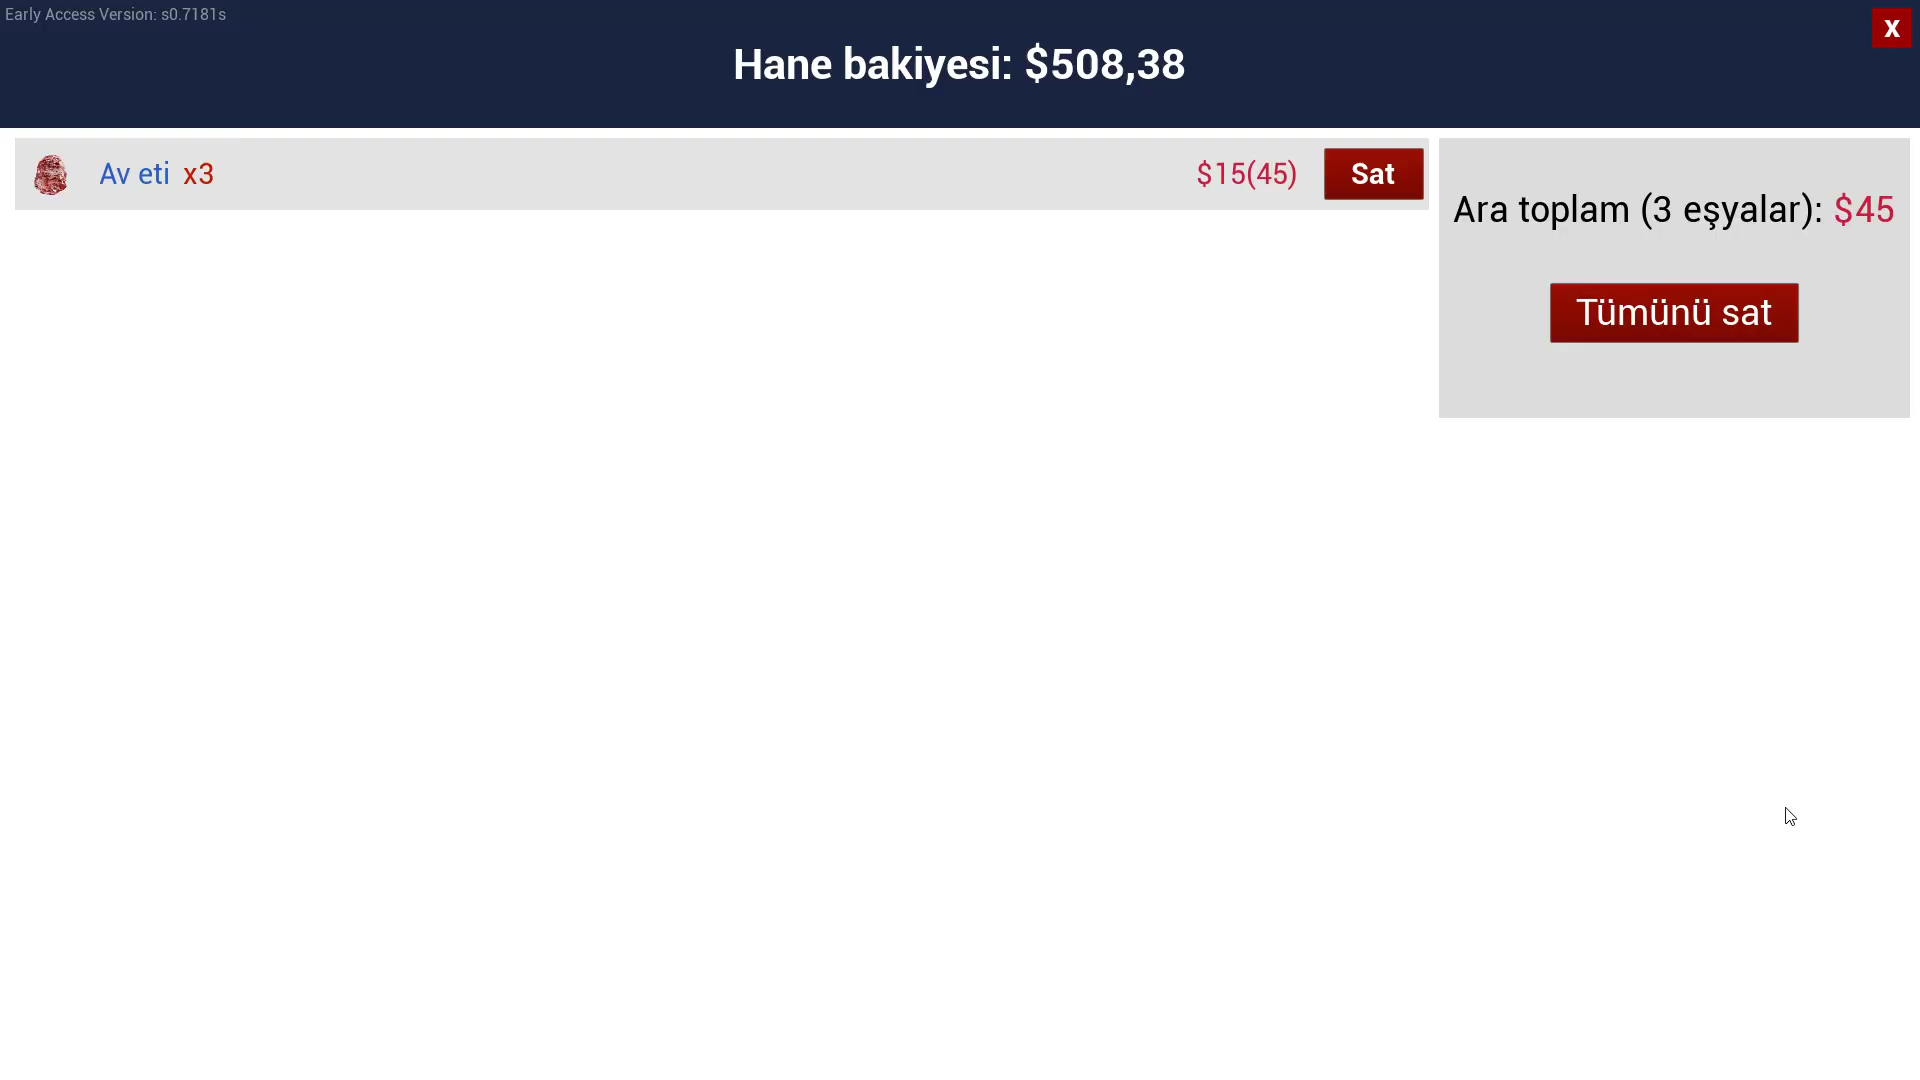 Early Access Version: s0.7181s
X
Hane bakiyesi: $508,38
Av eti x3 $15(45) Sat
Ara toplam (3 eşyalar): $45
Tümünü sat